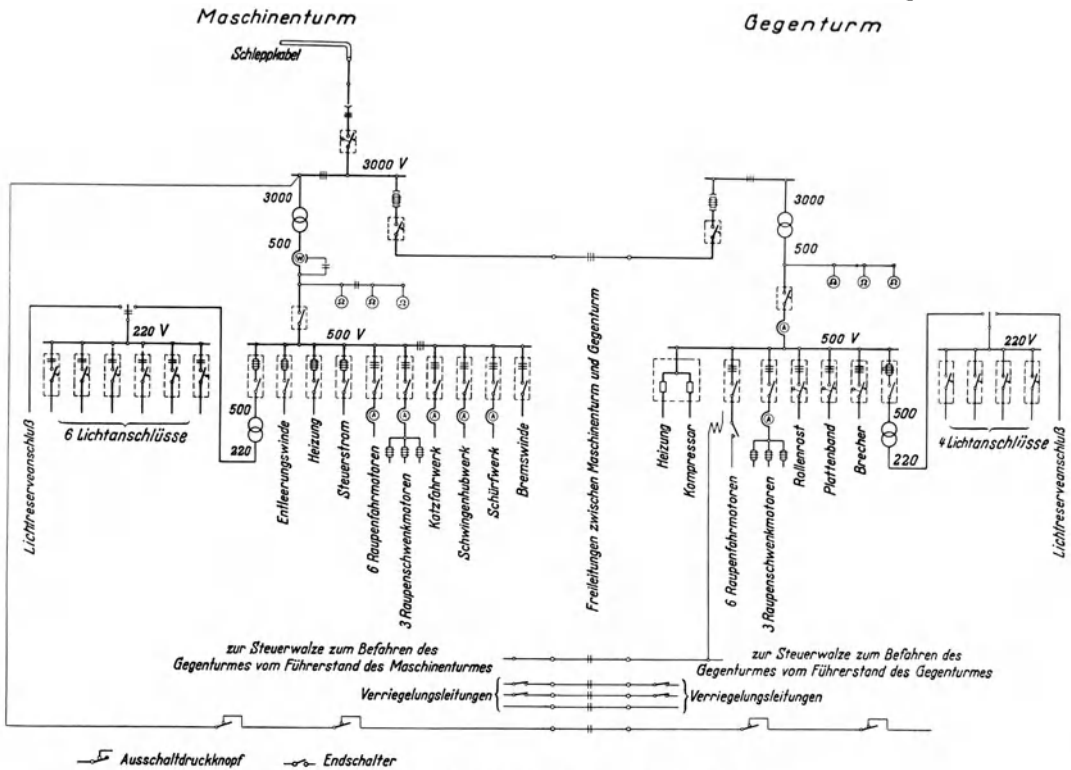 Maschinenturm
Gegenturm
Schleppkabel
3000 V
3000
3000
500
500
500 V
500 V
220 V
220 V
500
220
500
220
6 Lichtanschlüsse
4 Lichtanschlüsse
Lichtreserveanschluß
Entleerungswinde
Heizung
Steuerstrom
6 Raupenfahrmotoren
3 Raupenschwenkmotoren
Katzfahrwerk
Schwingenhubwerk
Schürfwerk
Bremswinde
Freileitungen zwischen Maschinenturm und Gegenturm
Heizung
Kompressor
6 Raupenfahrmotoren
3 Raupenschwenkmotoren
Rollenrost
Plattenband
Brecher
Lichtreserveanschluß
zur Steuerwalze zum Befahren des
Gegenturmes vom Führerstand des Maschinenturmes
zur Steuerwalze zum Befahren des
Gegenturmes vom Führerstand des Gegenturmes
Verriegelungsleitungen
Verriegelungsleitungen
Ausschaltdruckknopf
Endschalter